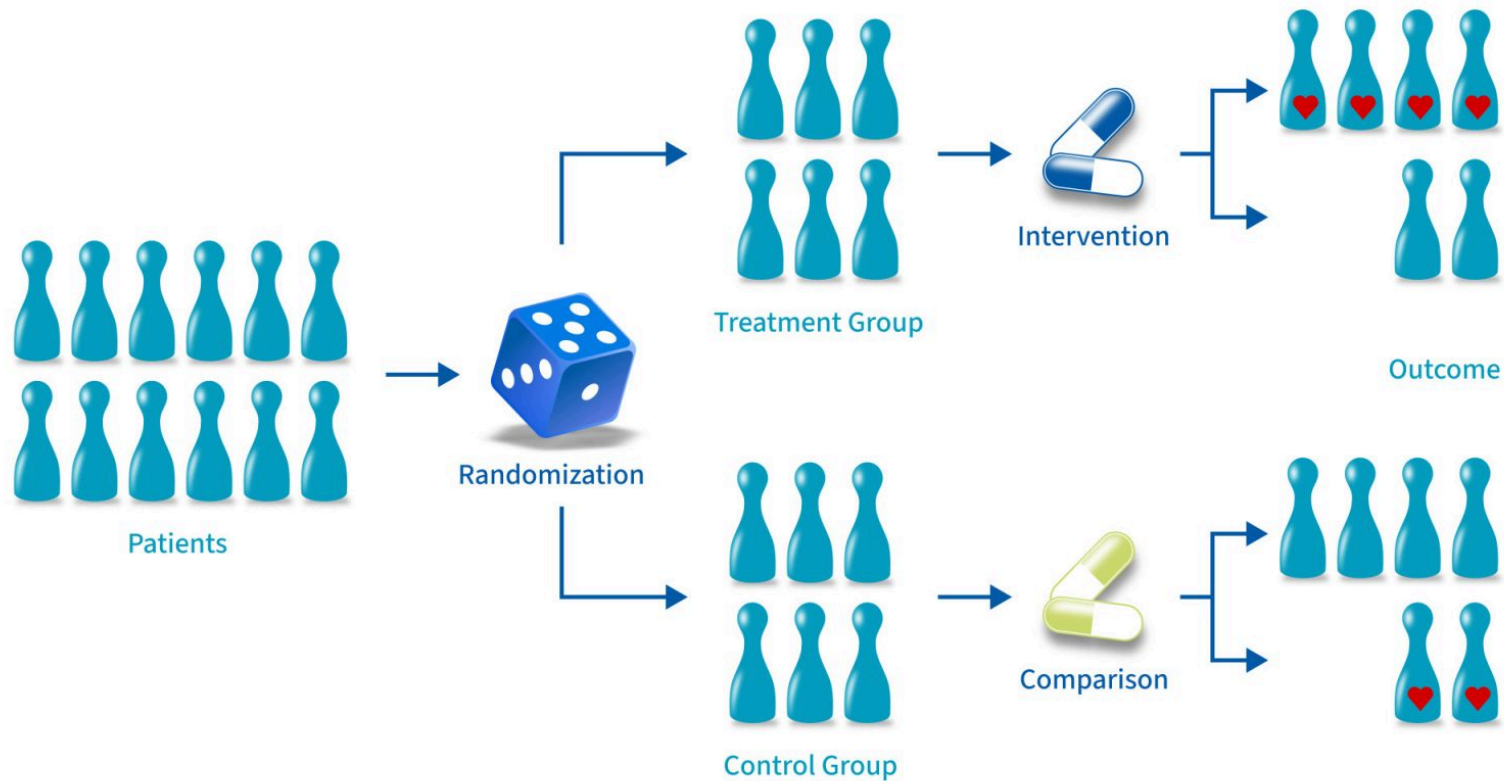 Patients
Randomization
Treatment Group
Intervention
Outcome
Control Group
Comparison